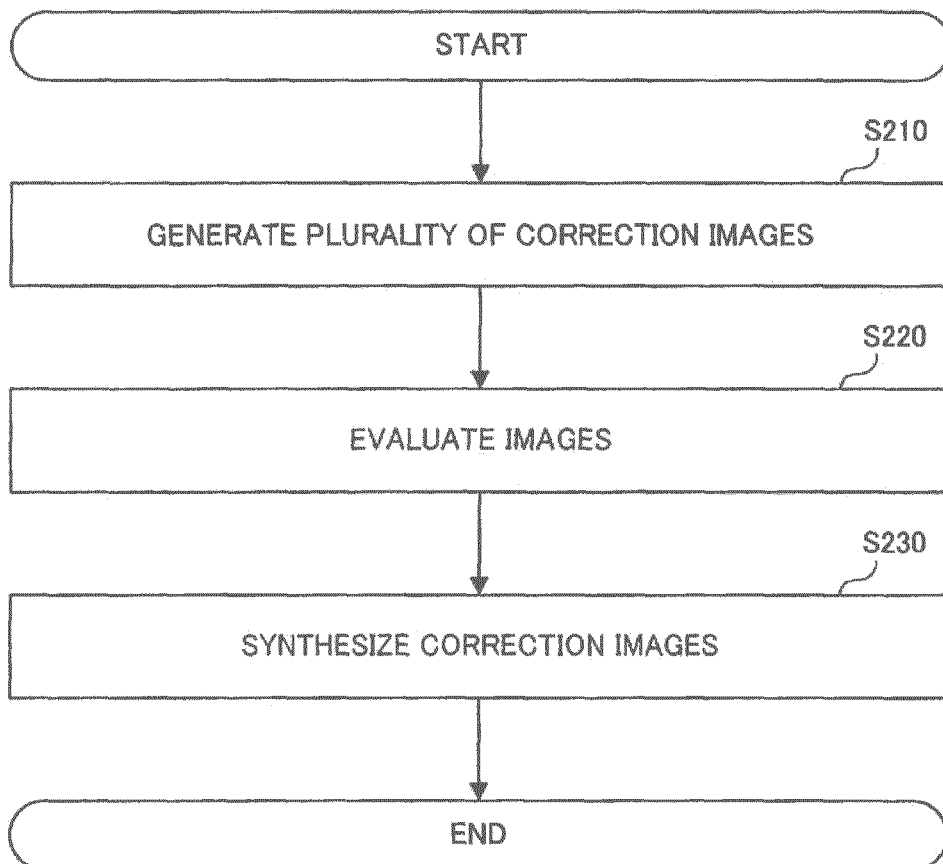 START
S210
GENERATE PLURALITY OF CORRECTION IMAGES
S220
EVALUATE IMAGES
S230
SYNTHESIZE CORRECTION IMAGES
END